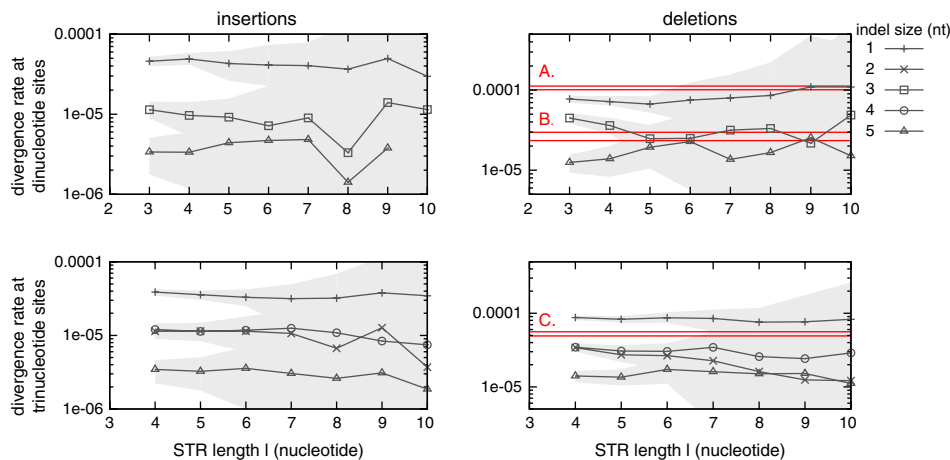 insertions
deletions
indel size (nt)
1
2
3
4
5
divergence rate at
dinucleotide sites
0.0001
1e-05
1e-06
2 3 4 5 6 7 8 9 10
A.
B.
0.0001
1e-05
2 3 4 5 6 7 8 9 10
divergence rate at
trinucleotide sites
0.0001
1e-05
1e-06
4 5 6 7 8 9 10
STR length l (nucleotide)
C.
0.0001
1e-05
4 5 6 7 8 9 10
STR length l (nucleotide)